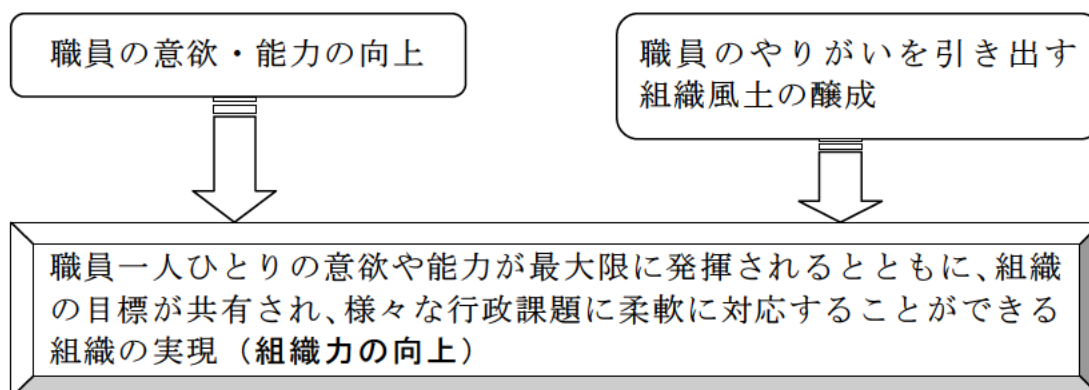 職員の意欲・能力の向上
職員のやりがいを引き出す
組織風土の醸成
職員一人ひとりの意欲や能力が最大限に発揮されるとともに、組織
の目標が共有され、様々な行政課題に柔軟に対応することができる
組織の実現（組織力の向上）